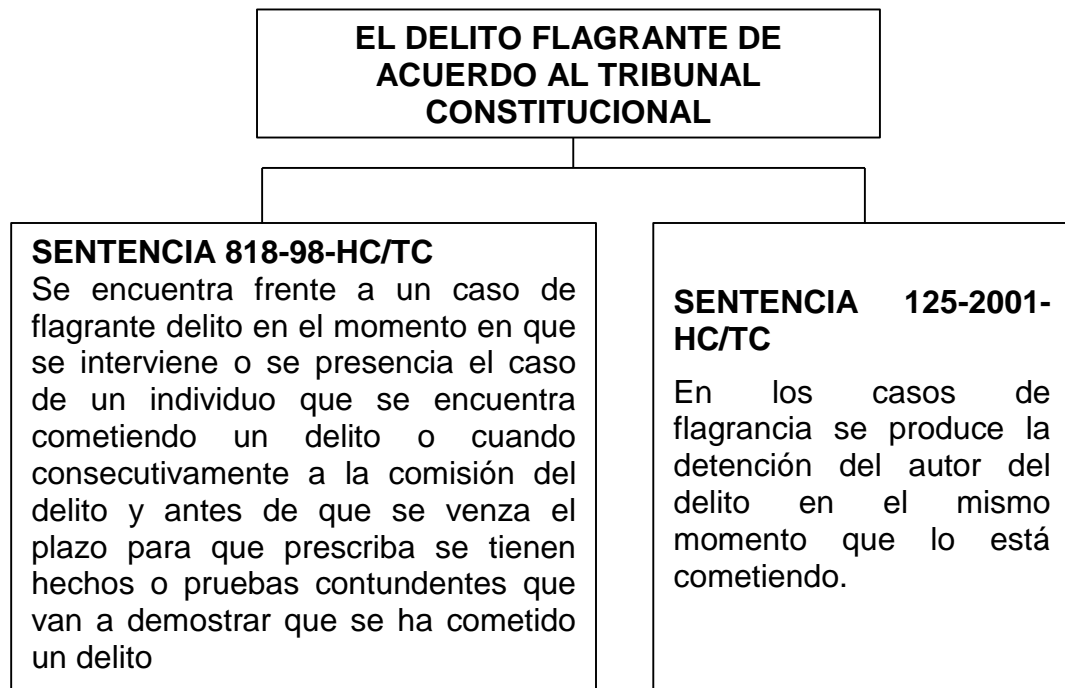 EL DELITO FLAGRANTE DE
ACUERDO AL TRIBUNAL
CONSTITUCIONAL
SENTENCIA 818-98-HC/TC
Se encuentra frente a un caso de
flagrante delito en el momento en que
se interviene o se presencia el caso
de un individuo que se encuentra
cometiendo un delito o cuando
consecutivamente a la comisión del
delito y antes de que se venza el
plazo para que prescriba se tienen
hechos o pruebas contundentes que
van a demostrar que se ha cometido
un delito
SENTENCIA 125-2001-
HC/TC
En los casos de
flagrancia se produce la
detención del autor del
delito en el mismo
momento que lo está
cometiendo.